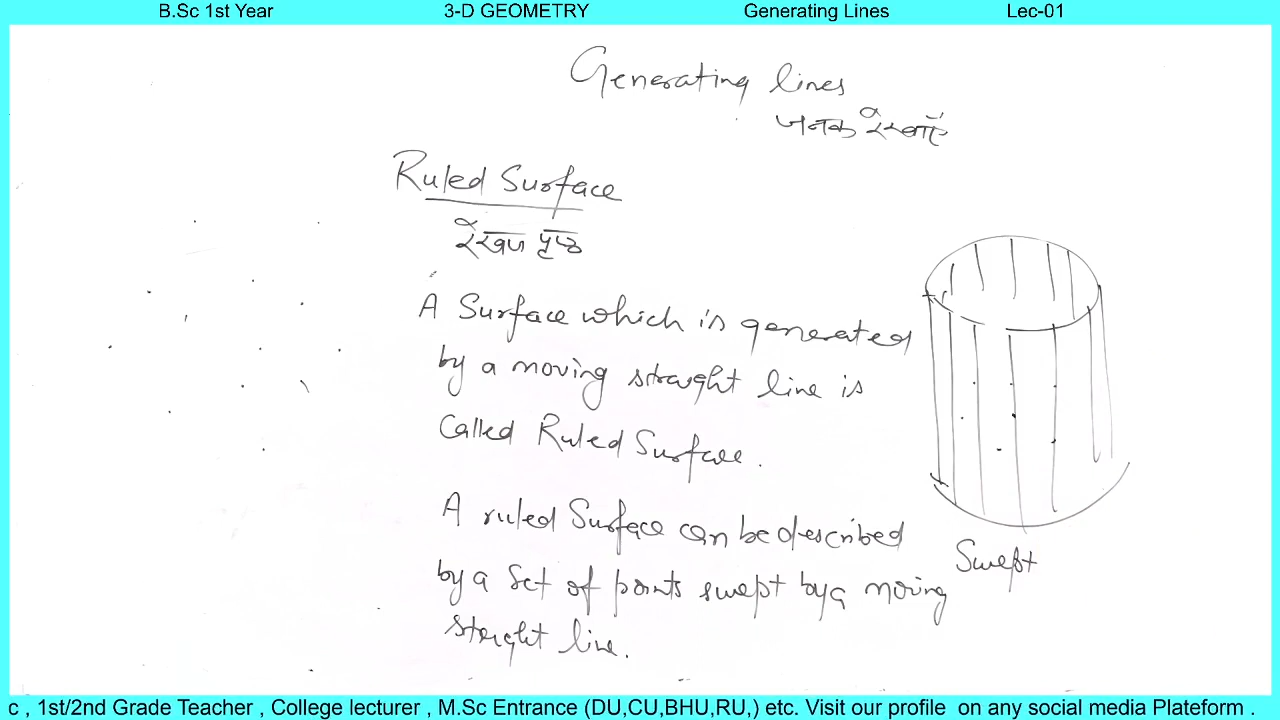 B.Sc 1st Year 3-D GEOMETRY Generating Lines Lec-01
Generating lines
जनक रेखाएँ
Ruled Surface
रेखज पृष्ठ
A Surface which is generated
by a moving straught line is
Called Ruled Surface.
A ruled Surface can be described
by a Set of points swept by a moving
straight line.
Swept
c , 1st/2nd Grade Teacher , College lecturer , M.Sc Entrance (DU,CU,BHU,RU,) etc. Visit our profile on any social media Plateform .